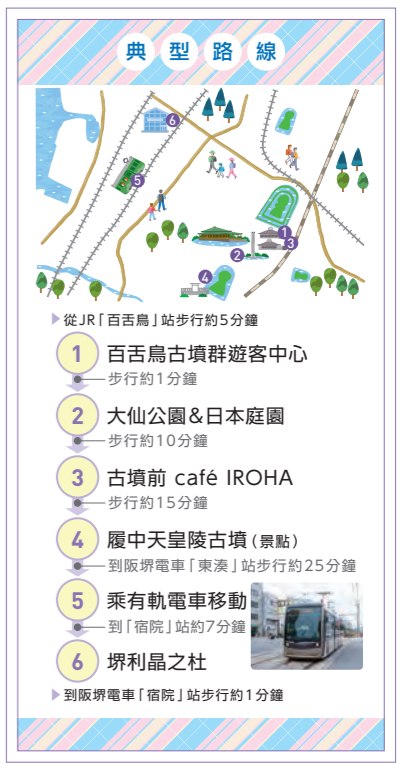 典型路線
6
5
1
3
2
4
▶從JR「百舌鳥」站步行約5分鐘
1 百舌鳥古墳群遊客中心
步行約1分鐘
2 大仙公園&日本庭園
步行約10分鐘
3 古墳前 café IROHA
步行約15分鐘
4 履中天皇陵古墳(景點)
到阪堺電車「東湊」站步行約25分鐘
5 乘有軌電車移動
到「宿院」站約7分鐘
6 堺利晶之杜
▶到阪堺電車「宿院」站步行約1分鐘